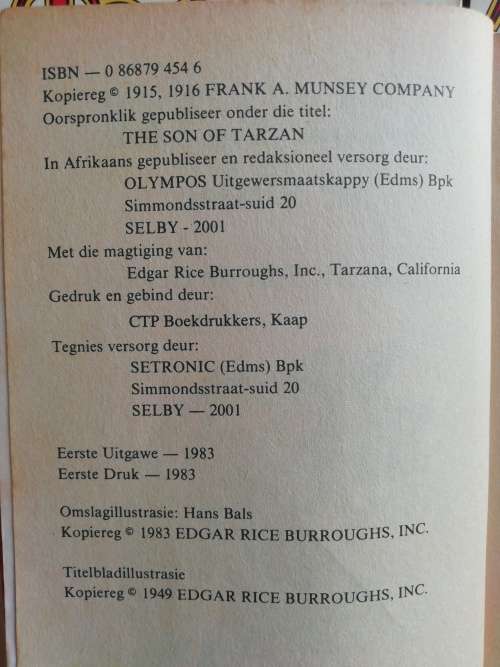 ISBN — 0 86879 454 6
Kopiereg © 1915, 1916 FRANK A. MUNSEY COMPANY
Oorspronklik gepubliseer onder die titel:
THE SON OF TARZAN
In Afrikaans gepubliseer en redaksioneel versorg deur:
OLYMPOS Uitgewersmaatskappy (Edms) Bpk
Simmondsstraat-suid 20
SELBY - 2001
Met die magtiging van:
Edgar Rice Burroughs, Inc., Tarzana, California
Gedruk en gebind deur:
CTP Boekdrukkers, Kaap
Tegnies versorg deur:
SETRONIC (Edms) Bpk
Simmondsstraat-suid 20
SELBY — 2001
Eerste Uitgawe — 1983
Eerste Druk — 1983
Omslagillustrasie: Hans Bals
Kopiereg © 1983 EDGAR RICE BURROUGHS, INC.
Titelbladillustrasie
Kopiereg © 1949 EDGAR RICE BURROUGHS, INC.